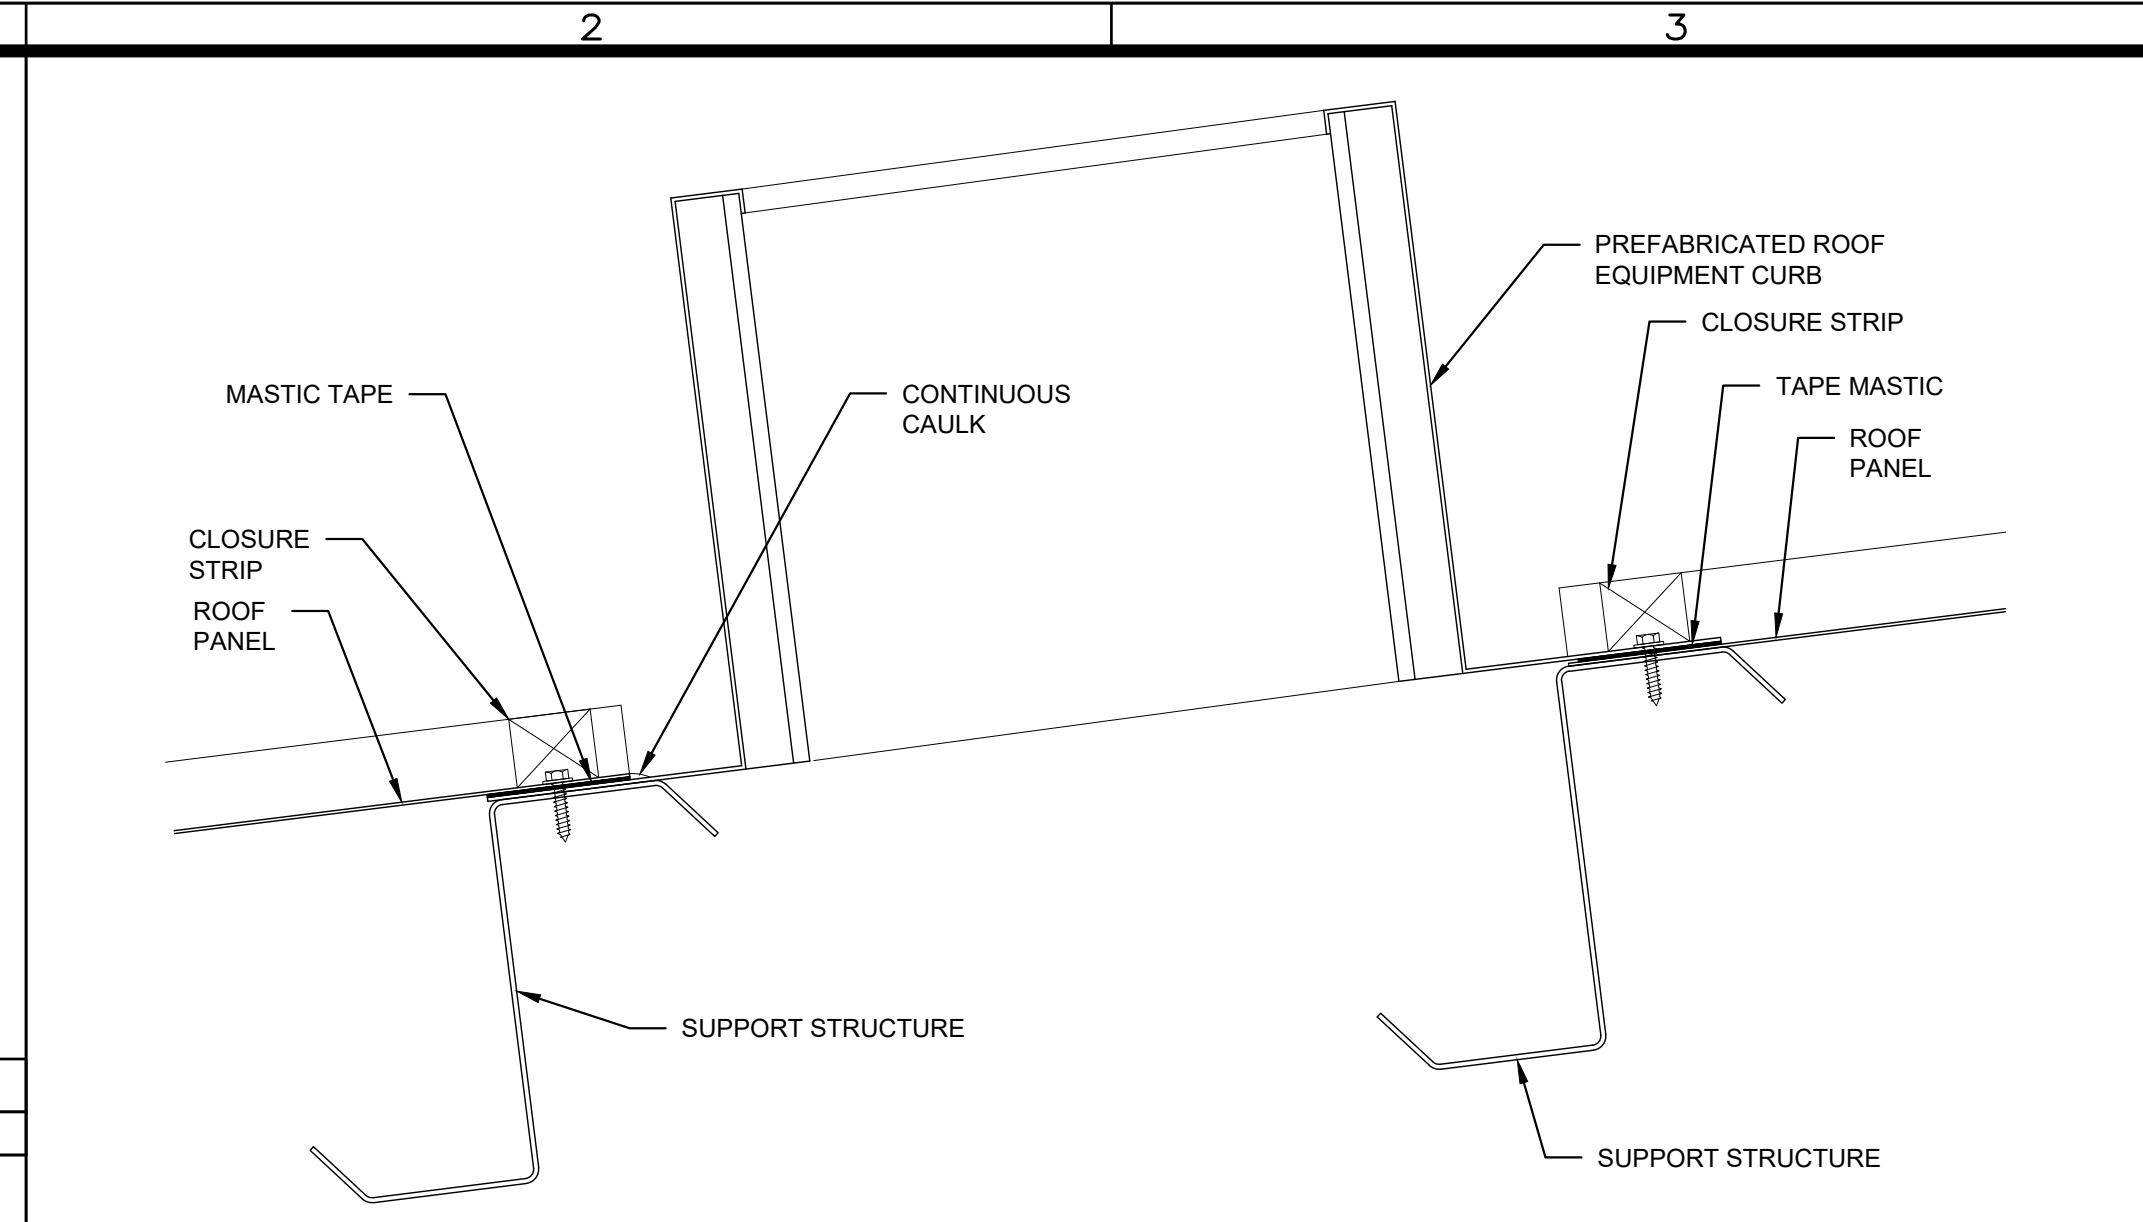 2
3
PREFABRICATED ROOF
EQUIPMENT CURB
CLOSURE STRIP
MASTIC TAPE
CONTINUOUS
CAULK
TAPE MASTIC
ROOF
PANEL
CLOSURE
STRIP
ROOF
PANEL
SUPPORT STRUCTURE
SUPPORT STRUCTURE